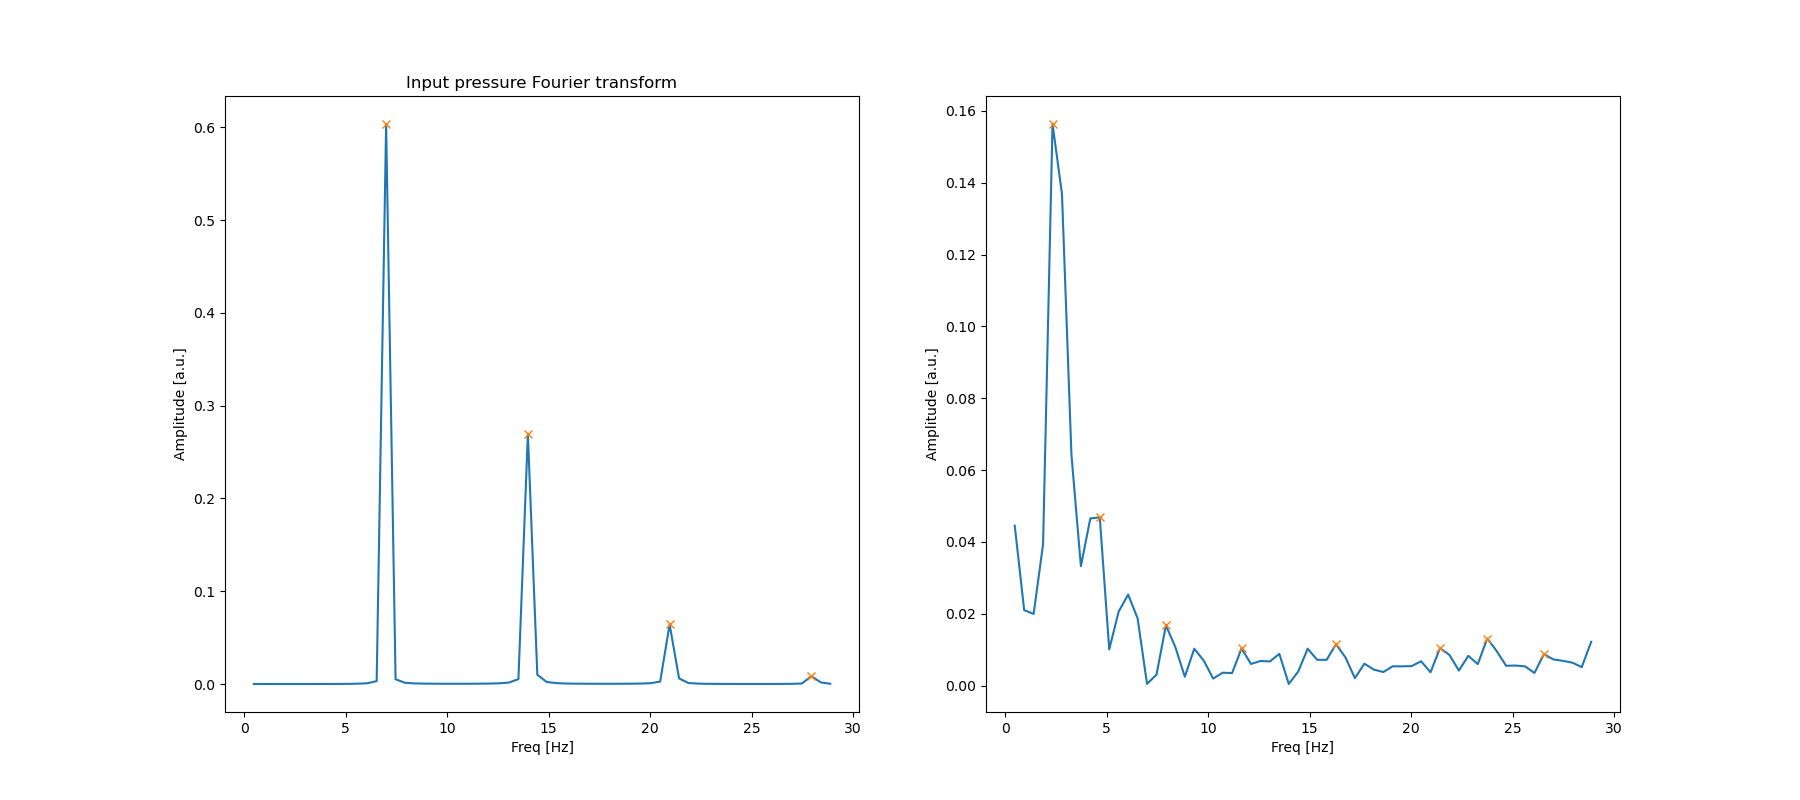 Input pressure Fourier transform
Amplitude [a.u.]
0.6
0.5
0.4
0.3
0.2
0.1
0.0
0 5 10 15 20 25 30
Freq [Hz]
Amplitude [a.u.]
0.16
0.14
0.12
0.10
0.08
0.06
0.04
0.02
0.00
0 5 10 15 20 25 30
Freq [Hz]